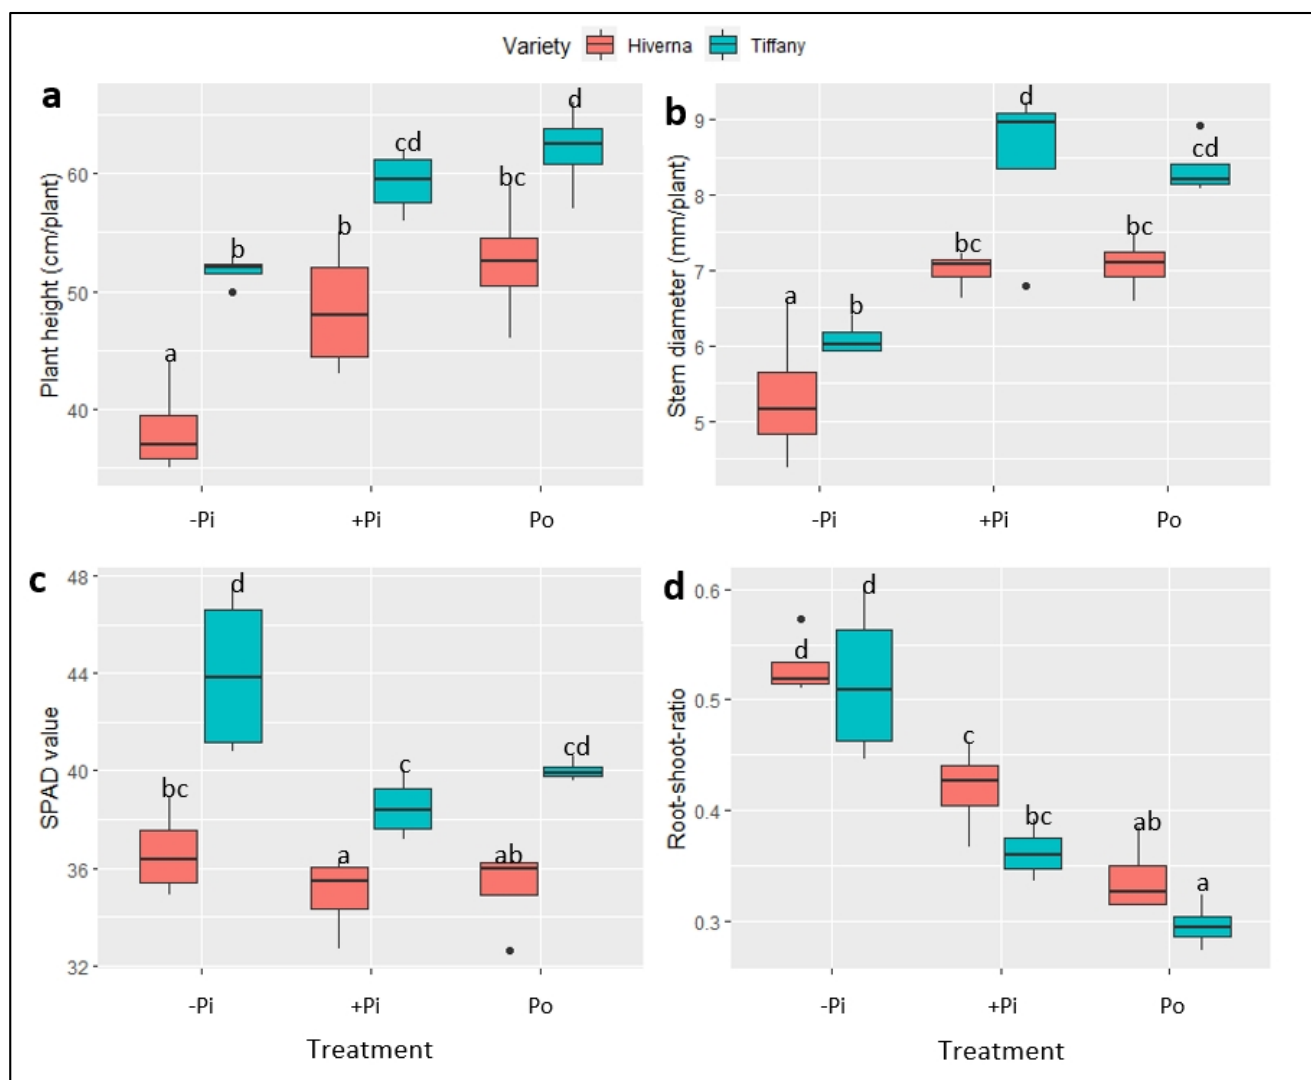 Variety Hiverna Tiffany
a
Plant height (cm/plant)
60
50
40
a
b
b
cd
bc
d
-Pi +Pi Po
b
Stem diameter (mm/plant)
9
8
7
6
5
a
b
bc
d
bc
cd
-Pi +Pi Po
c
SPAD value
48
44
40
36
32
bc
d
a
c
ab
cd
-Pi +Pi Po
Treatment
d
Root-shoot-ratio
0.6
0.5
0.4
0.3
d
d
c
bc
ab
a
-Pi +Pi Po
Treatment